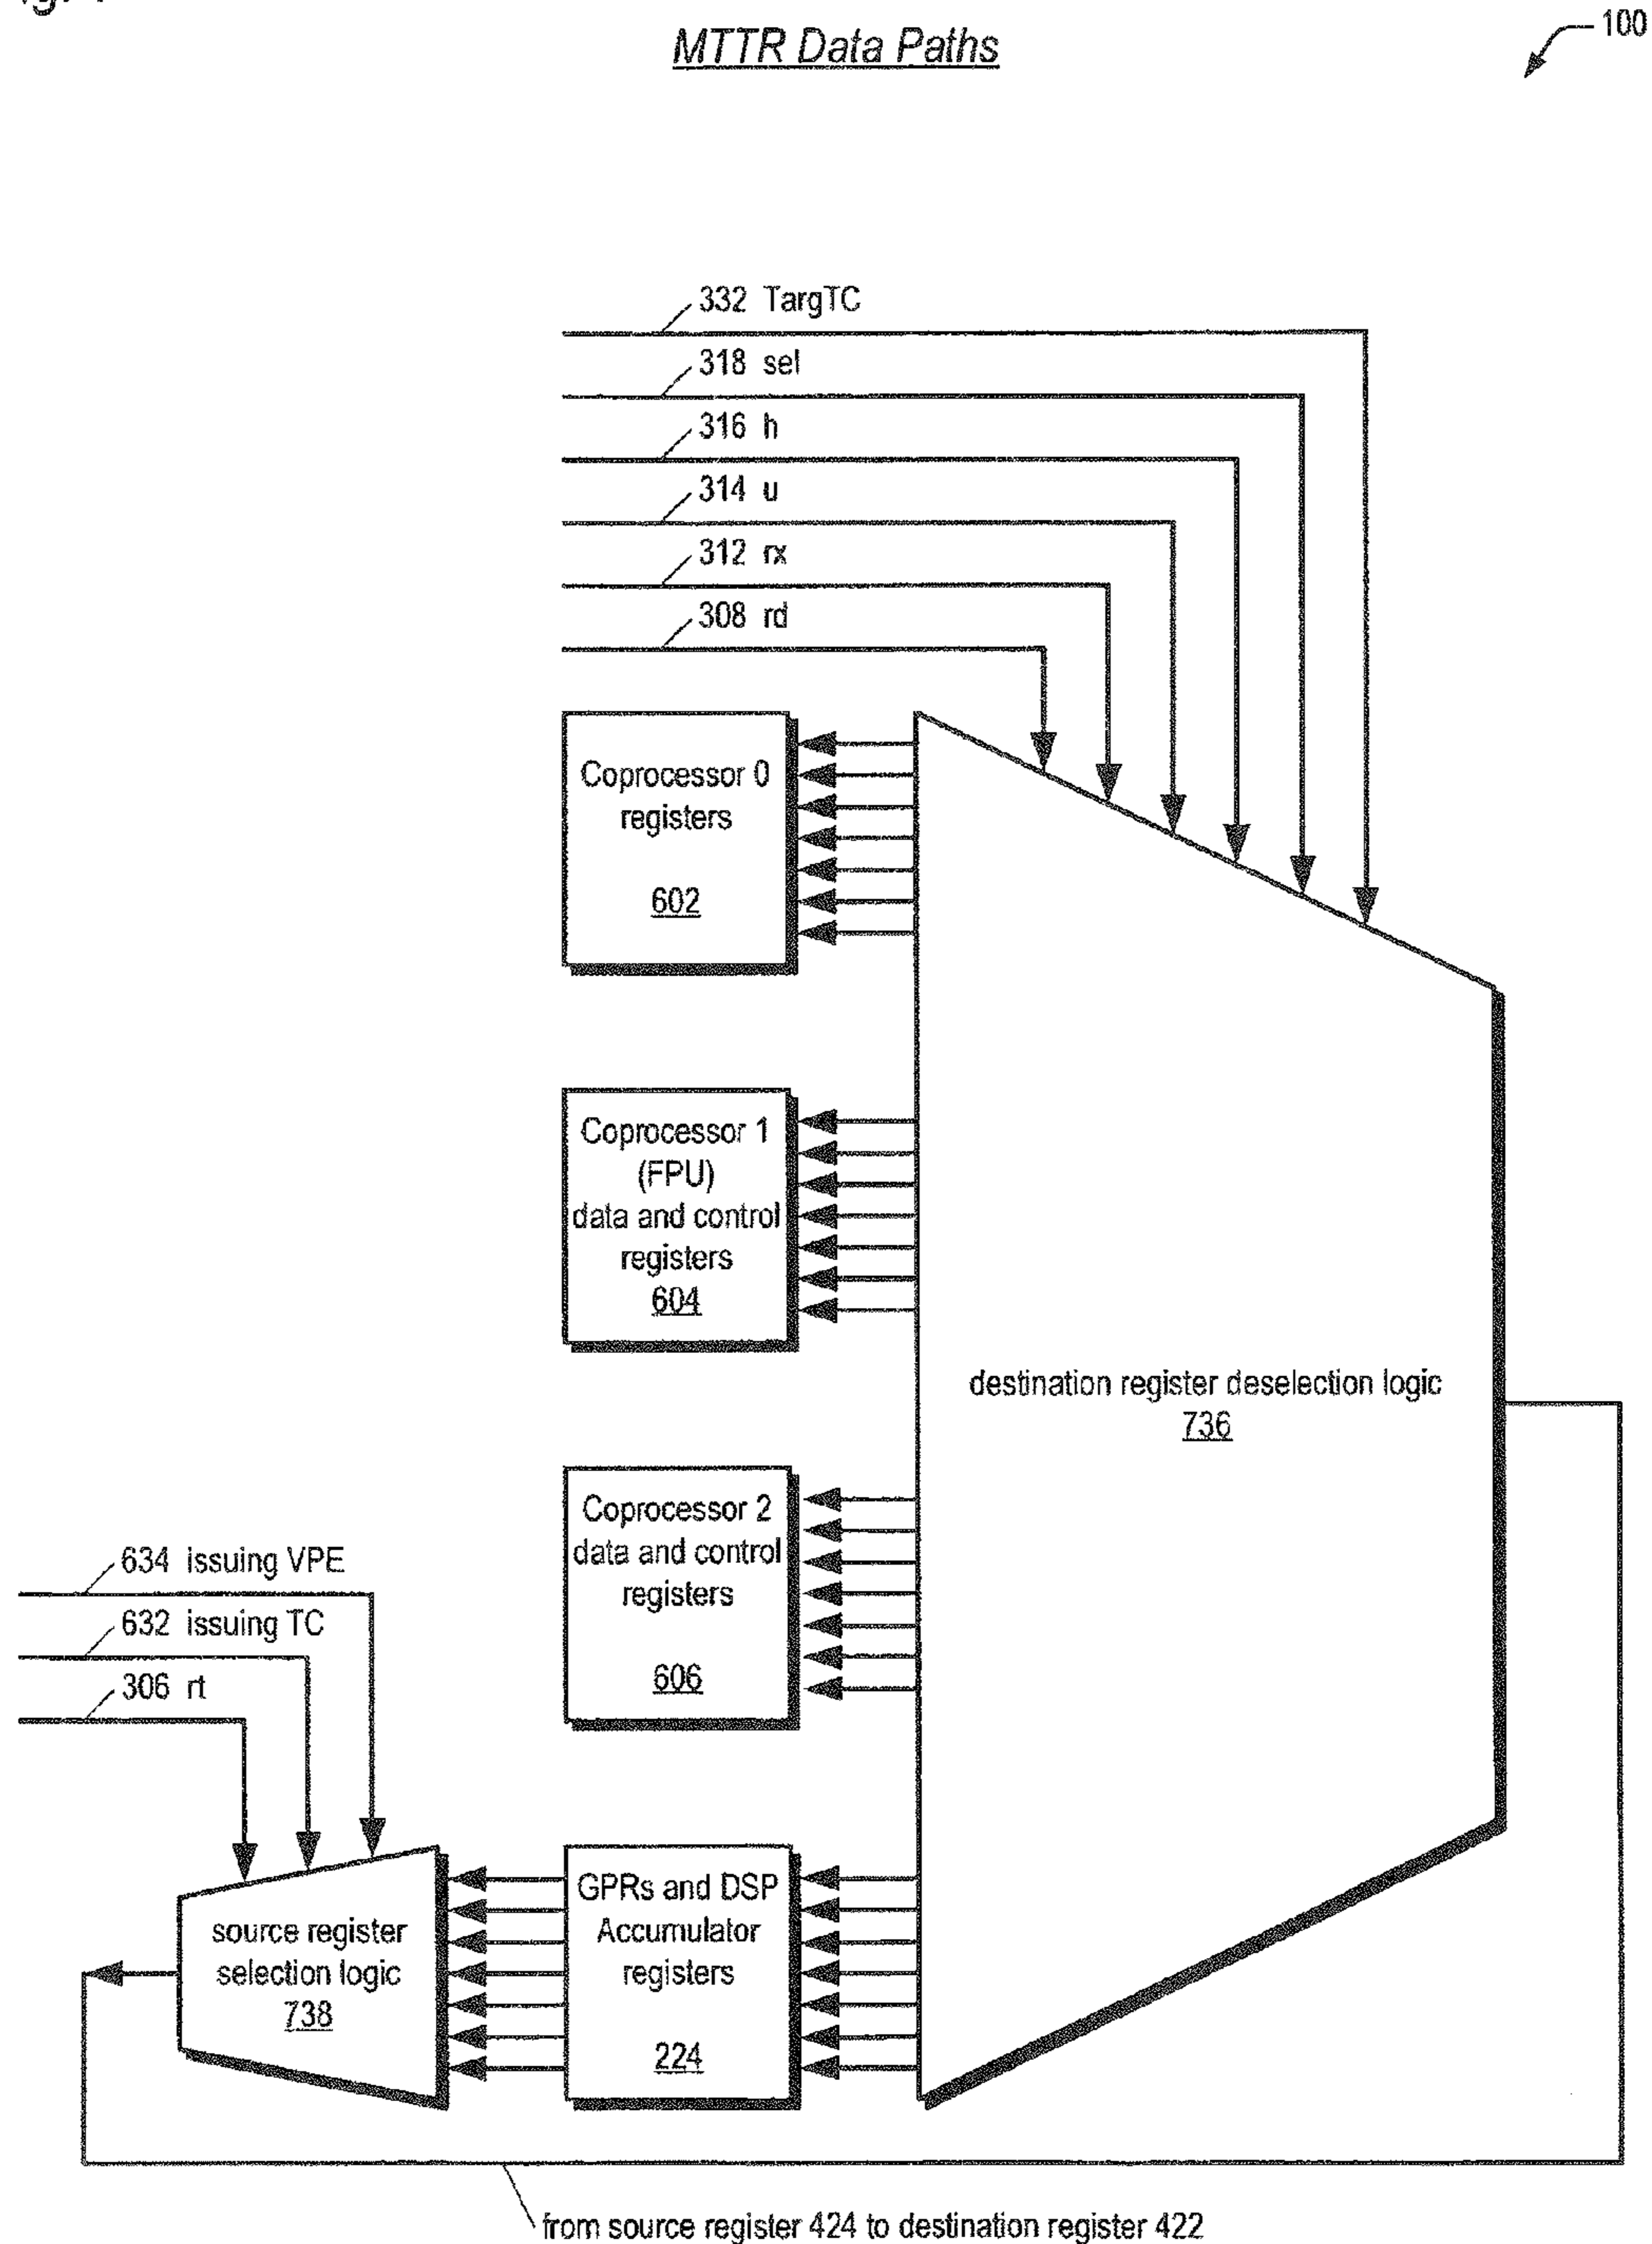 MTTR Data Paths
100
332 TargTC
318 sel
316 h
314 u
312 rx
308 rd
Coprocessor 0
registers
602
Coprocessor 1
(FPU)
data and control
registers
604
destination register deselection logic
736
Coprocessor 2
data and control
registers
606
634 issuing VPE
632 issuing TC
306 rt
source register
selection logic
738
GPRs and DSP
Accumulator
registers
224
from source register 424 to destination register 422